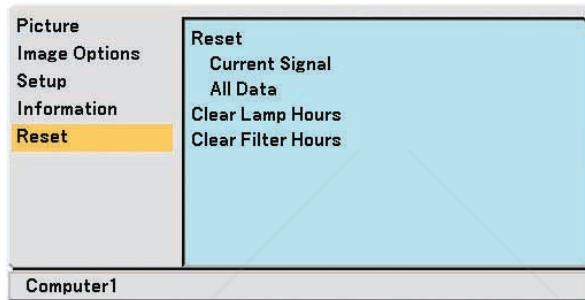 Picture
Image Options
Setup
Information
Reset
Reset
Current Signal
All Data
Clear Lamp Hours
Clear Filter Hours
Computer1